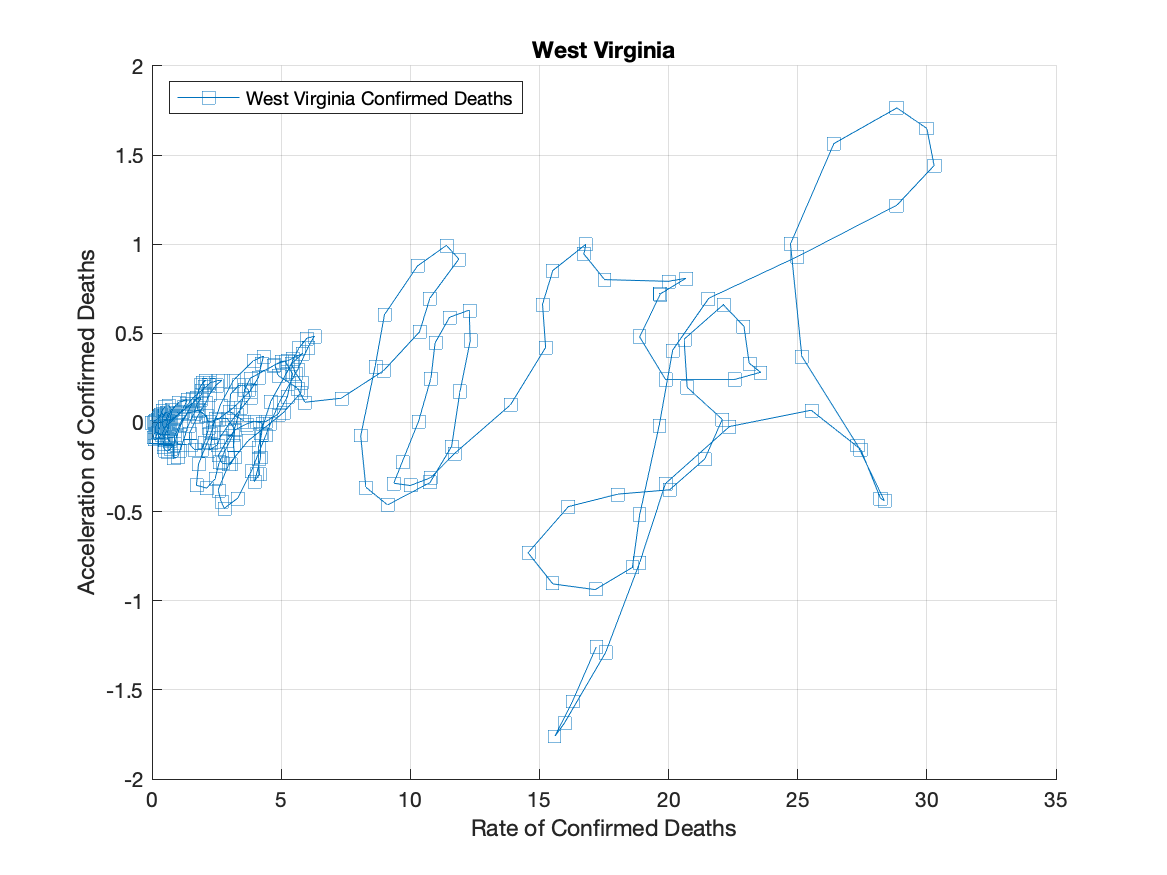 West Virginia
2
West Virginia Confirmed Deaths
1.5
1
0.5
0
-0.5
-1
-1.5
-2
Acceleration of Confirmed Deaths
0 5 10 15 20 25 30 35
Rate of Confirmed Deaths